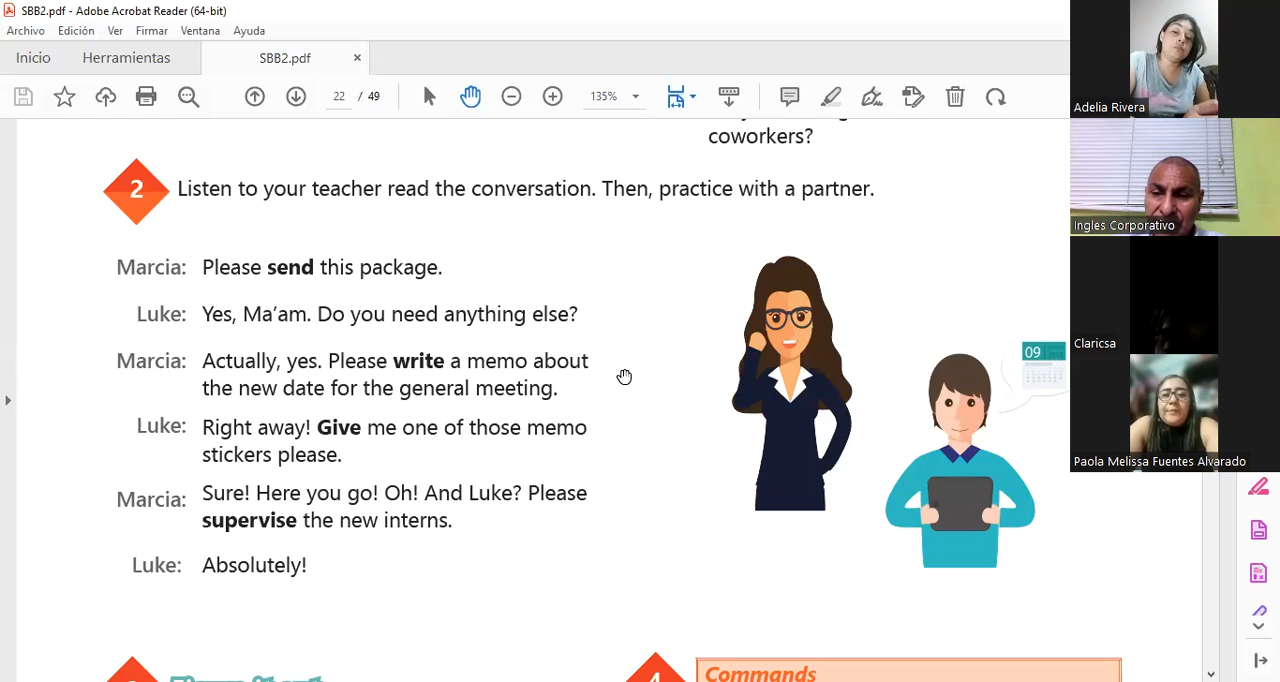 SBB2.pdf - Adobe Acrobat Reader (64-bit)
Archivo Edición Ver Firmar Ventana Ayuda
Inicio Herramientas SBB2.pdf ×
22 / 49 135%
coworkers?
2 Listen to your teacher read the conversation. Then, practice with a partner.
Marcia: Please send this package.
Luke: Yes, Ma'am. Do you need anything else?
Marcia: Actually, yes. Please write a memo about
the new date for the general meeting.
Luke: Right away! Give me one of those memo
stickers please.
Marcia: Sure! Here you go! Oh! And Luke? Please
supervise the new interns.
Luke: Absolutely!
09
4 Commands
Adelia Rivera
Ingles Corporativo
Claricsa
Paola Melissa Fuentes Alvarado